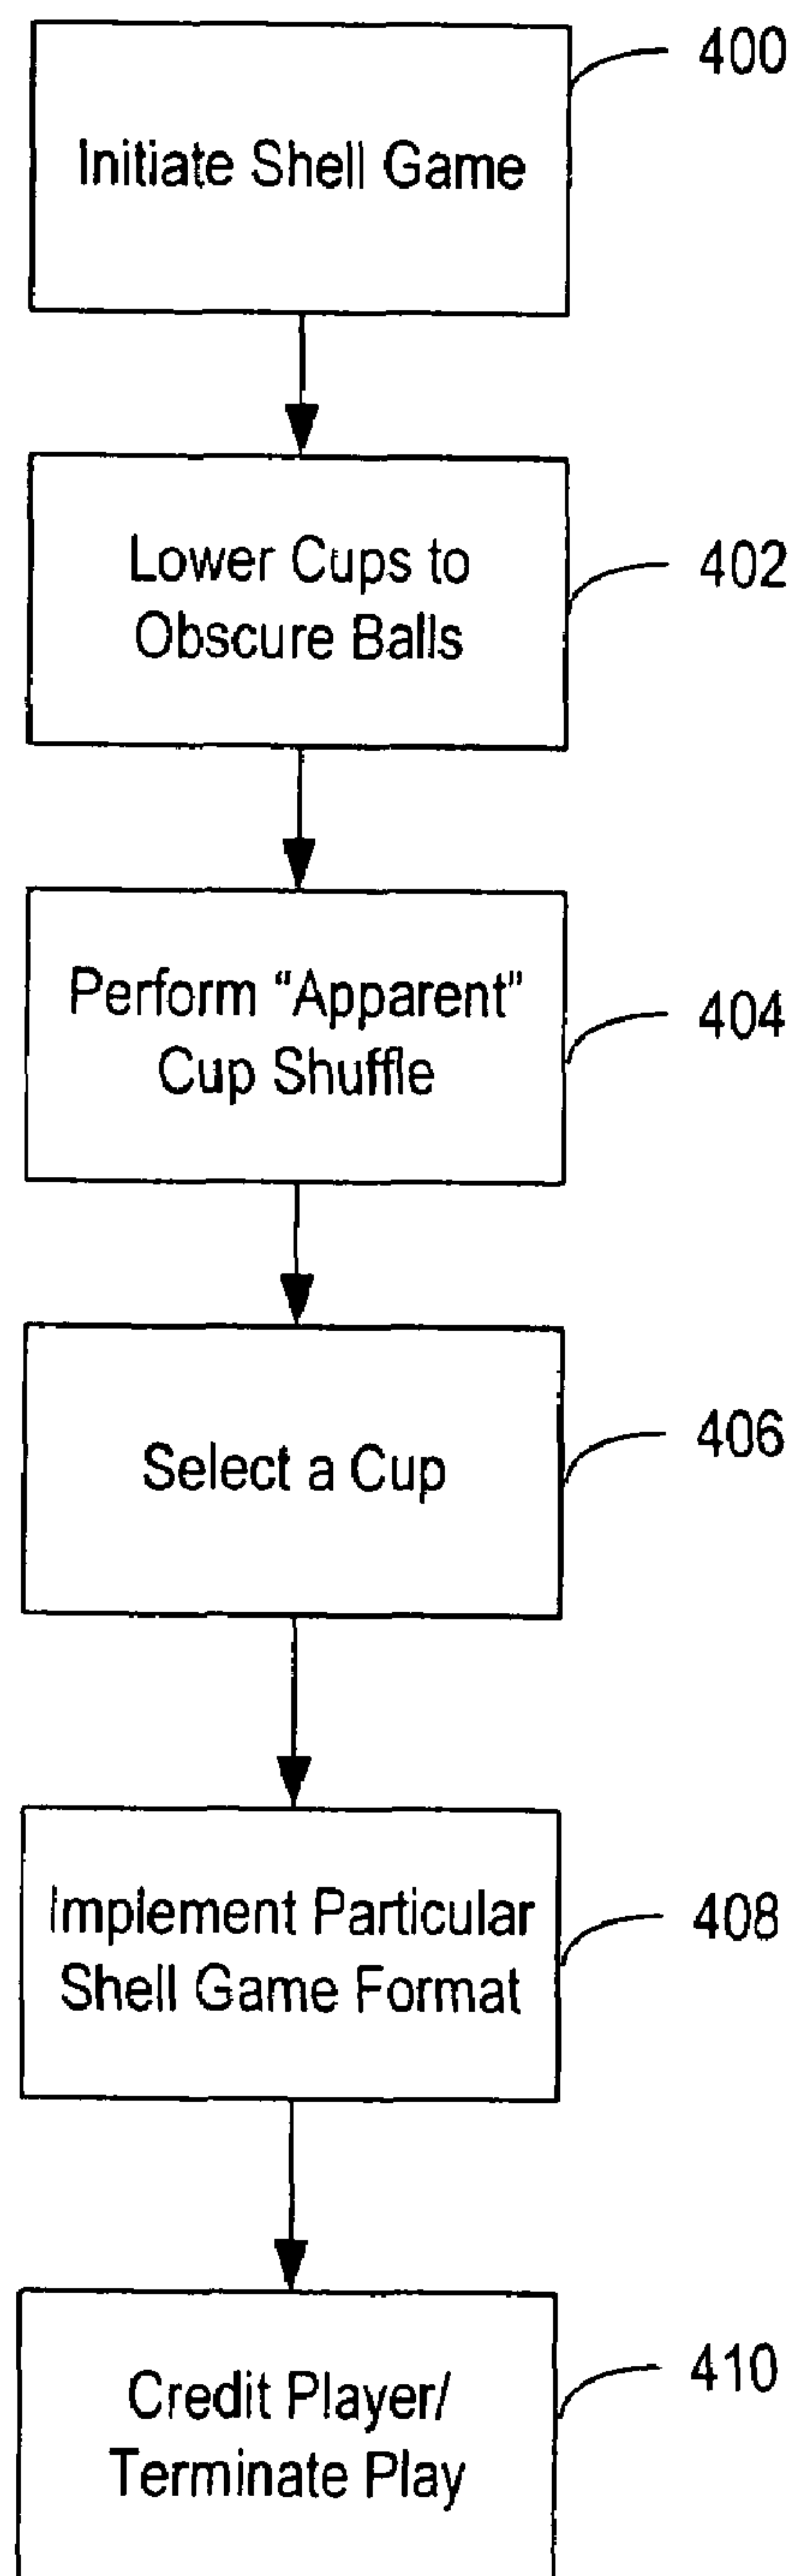 400
Initiate Shell Game
402
Lower Cups to
Obscure Balls
404
Perform “Apparent”
Cup Shuffle
406
Select a Cup
408
Implement Particular
Shell Game Format
410
Credit Player/
Terminate Play